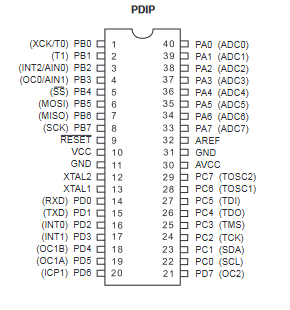 PDIP
(XCK/T0) PB0 1 40 PA0 (ADC0)
(T1) PB1 2 39 PA1 (ADC1)
(INT2/AIN0) PB2 3 38 PA2 (ADC2)
(OC0/AIN1) PB3 4 37 PA3 (ADC3)
(SS) PB4 5 36 PA4 (ADC4)
(MOSI) PB5 6 35 PA5 (ADC5)
(MISO) PB6 7 34 PA6 (ADC6)
(SCK) PB7 8 33 PA7 (ADC7)
RESET 9 32 AREF
VCC 10 31 GND
GND 11 30 AVCC
XTAL2 12 29 PC7 (TOSC2)
XTAL1 13 28 PC6 (TOSC1)
(RXD) PD0 14 27 PC5 (TDI)
(TXD) PD1 15 26 PC4 (TDO)
(INT0) PD2 16 25 PC3 (TMS)
(INT1) PD3 17 24 PC2 (TCK)
(OC1B) PD4 18 23 PC1 (SDA)
(OC1A) PD5 19 22 PC0 (SCL)
(ICP1) PD6 20 21 PD7 (OC2)